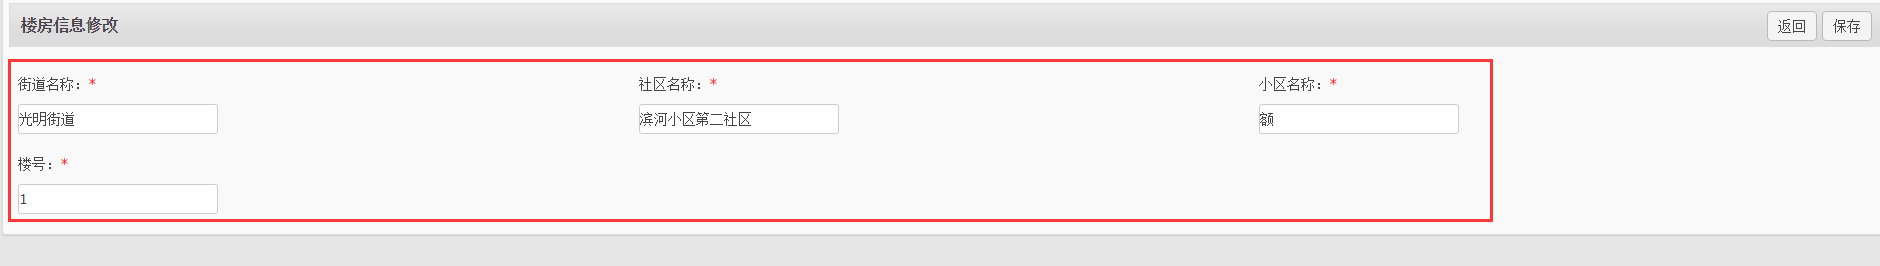 楼房信息修改 返回 保存
街道名称：* 社区名称：* 小区名称：*
光明街道 滨河小区第二社区 额
楼号：*
1